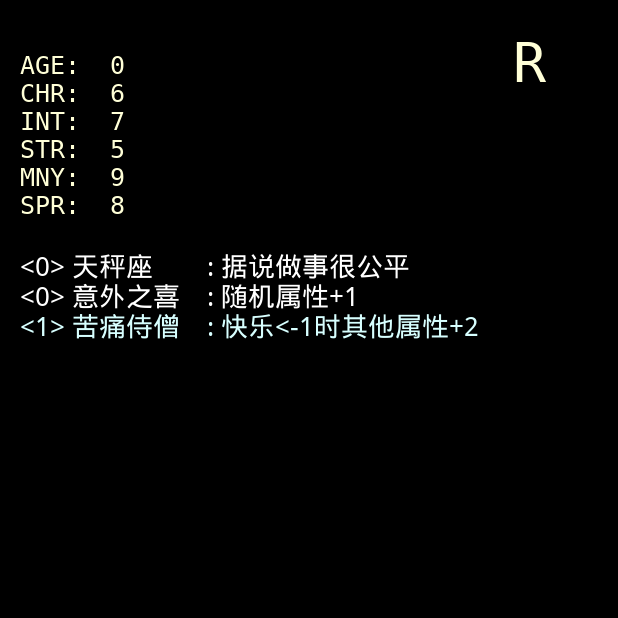 R
AGE: 0
CHR: 6
INT: 7
STR: 5
MNY: 9
SPR: 8
<0> 天秤座 : 据说做事很公平
<0> 意外之喜 : 随机属性+1
<1> 苦痛侍僧 : 快乐<-1时其他属性+2